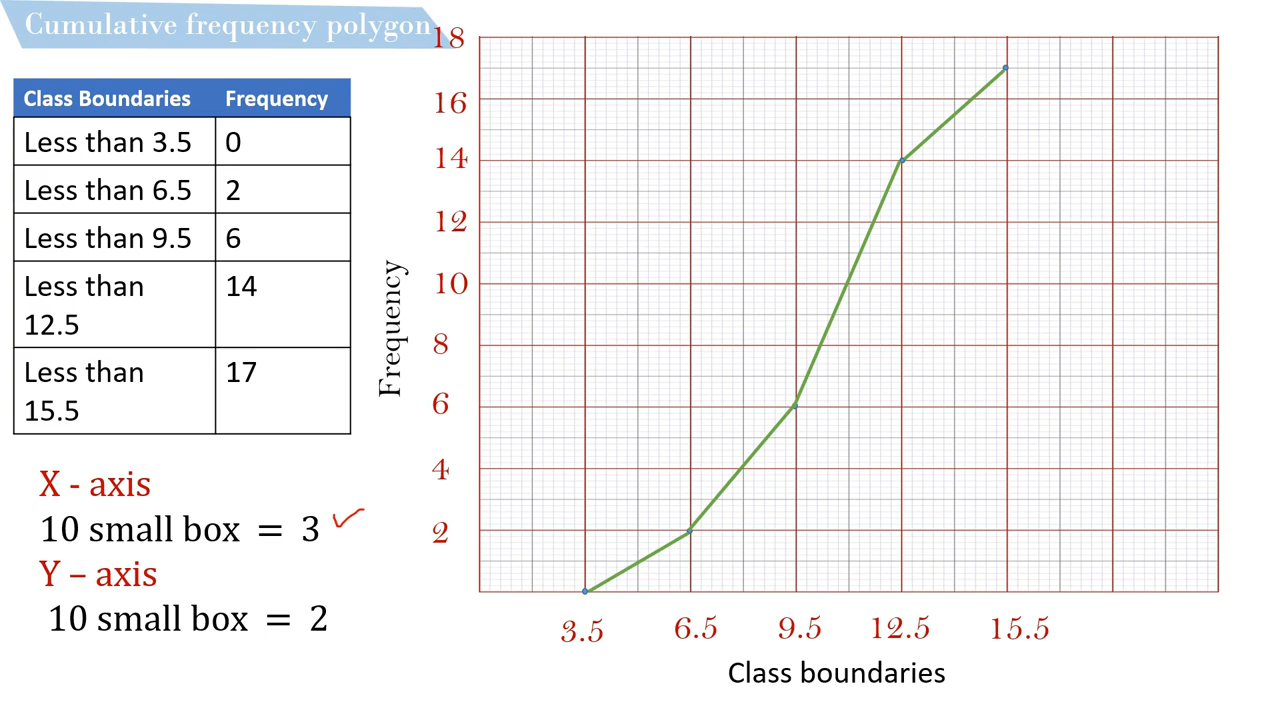 Cumulative frequency polygon
Class Boundaries Frequency
Less than 3.5 0
Less than 6.5 2
Less than 9.5 6
Less than 14
12.5
Less than 17
15.5
X - axis
10 small box = 3
Y – axis
10 small box = 2
Frequency
18
16
14
12
10
8
6
4
2
3.5 6.5 9.5 12.5 15.5
Class boundaries